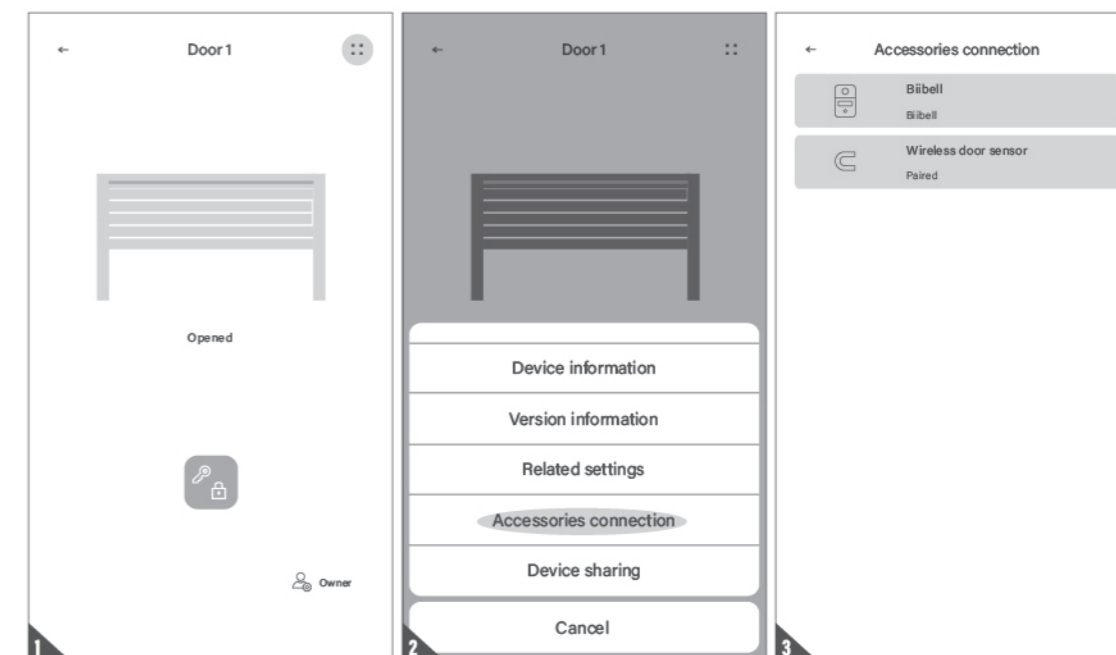 Door 1
Opened
Owner
1
Door 1
Device information
Version information
Related settings
Accessories connection
Device sharing
Cancel
2
Accessories connection
Biibell
Biibell
Wireless door sensor
Paired
3